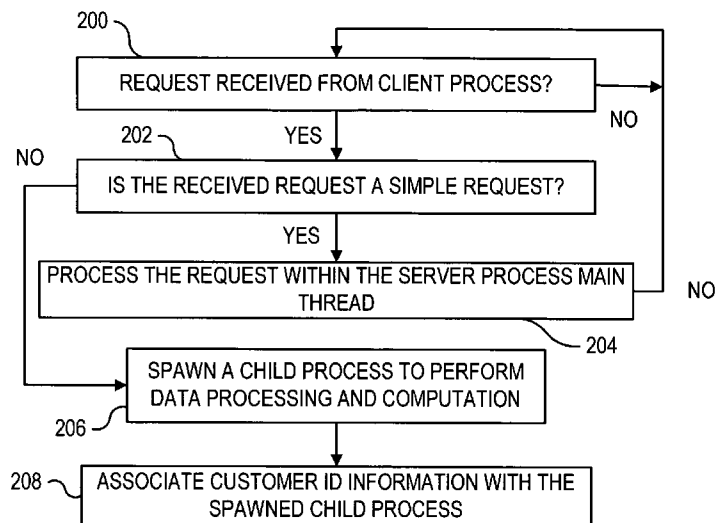 200
REQUEST RECEIVED FROM CLIENT PROCESS?
NO
YES
202
NO
IS THE RECEIVED REQUEST A SIMPLE REQUEST?
YES
PROCESS THE REQUEST WITHIN THE SERVER PROCESS MAIN
THREAD
NO
204
SPAWN A CHILD PROCESS TO PERFORM
DATA PROCESSING AND COMPUTATION
206
208
ASSOCIATE CUSTOMER ID INFORMATION WITH THE
SPAWNED CHILD PROCESS